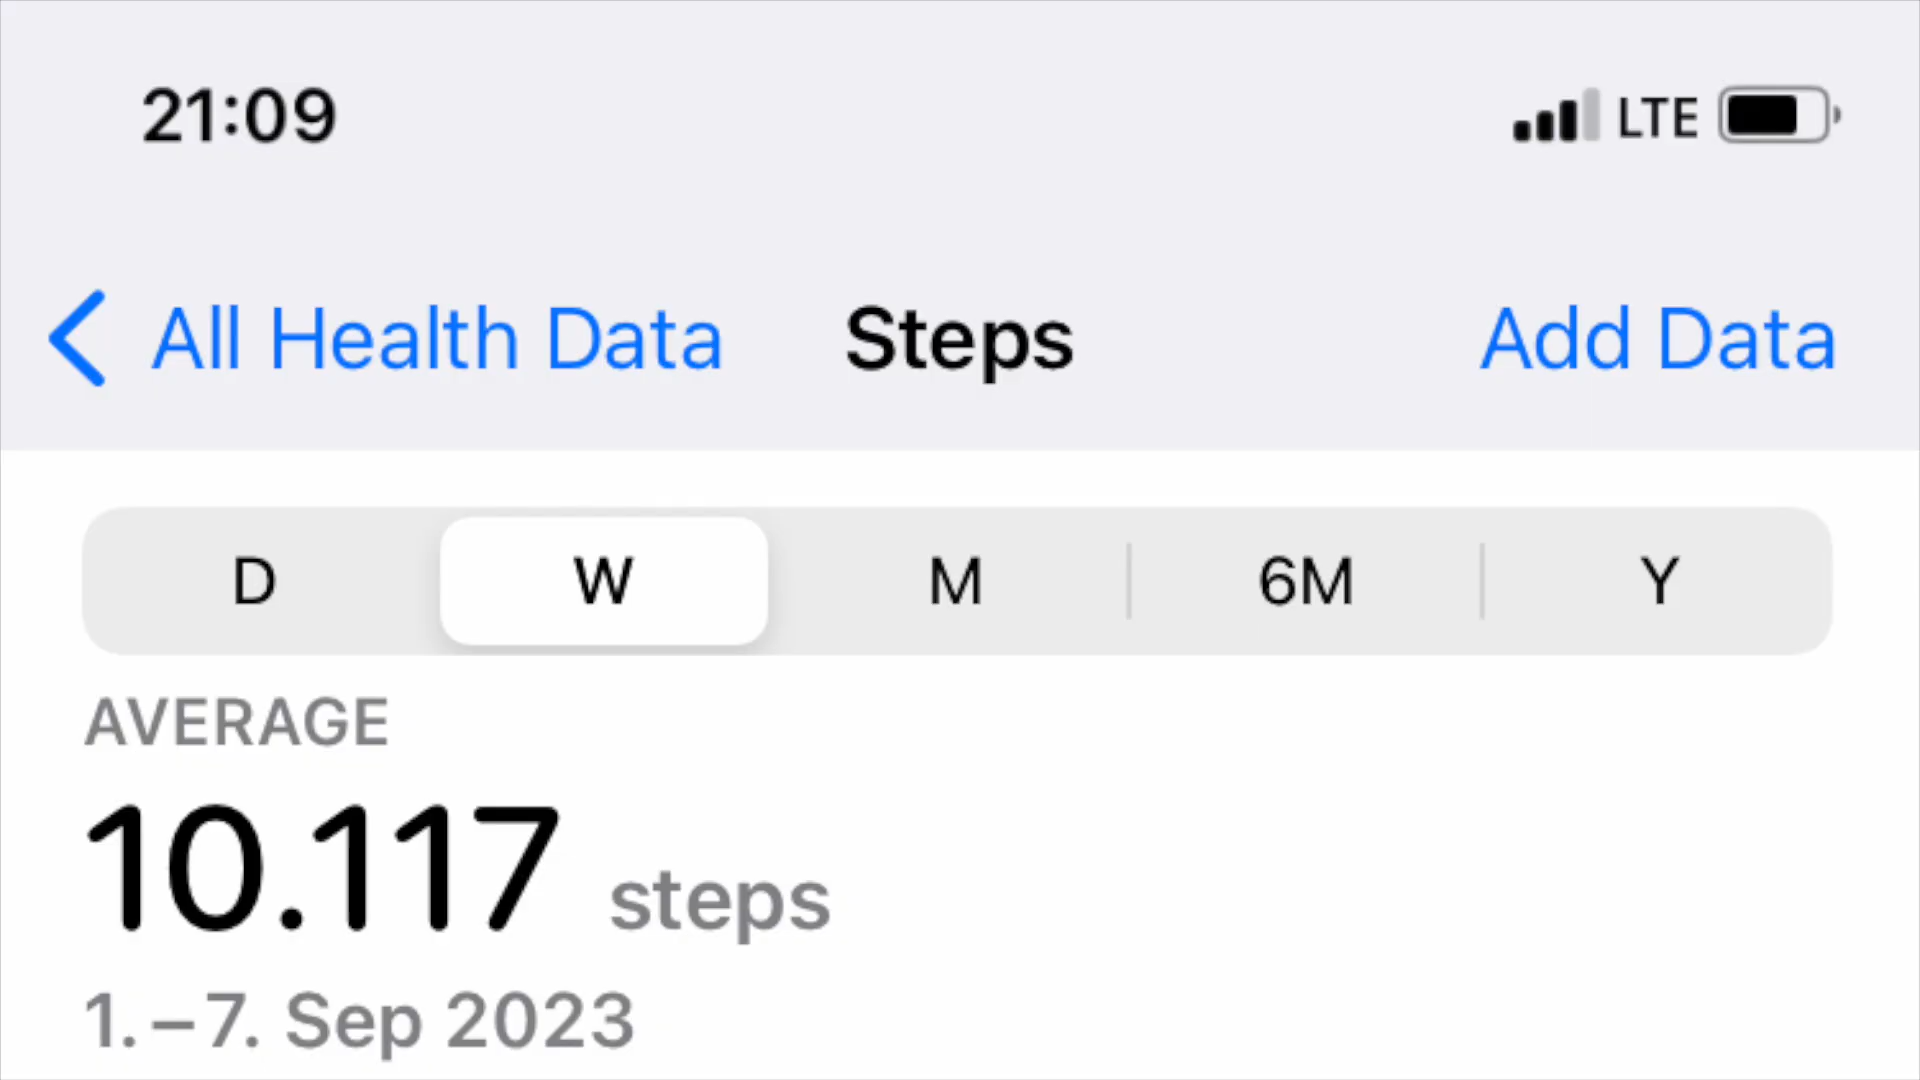 21:09 LTE
All Health Data Steps Add Data
D W M 6M Y
AVERAGE
10.117 steps
1.–7. Sep 2023